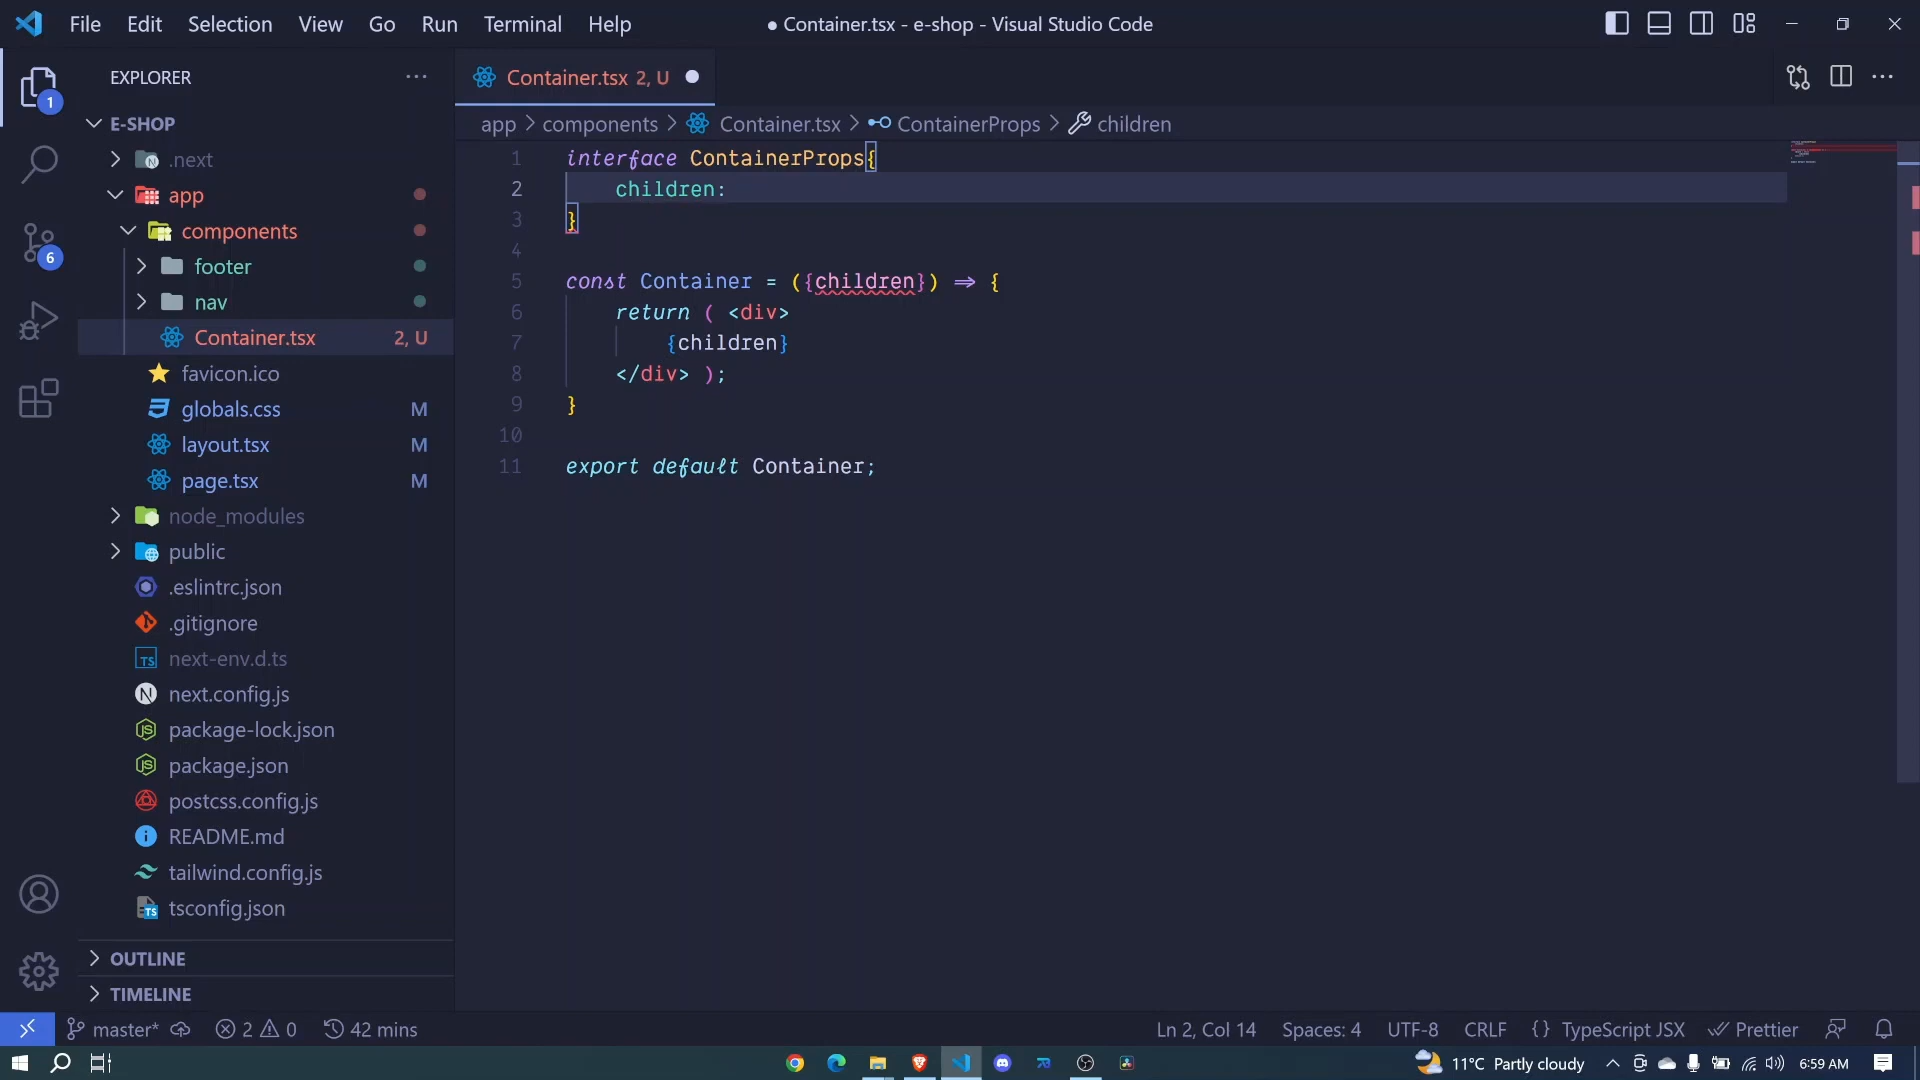 File Edit Selection View Go Run Terminal Help
● Container.tsx - e-shop - Visual Studio Code
EXPLORER
Container.tsx 2, U
1
E-SHOP
app > components > Container.tsx > ContainerProps > children
.next
app
components
footer
nav
Container.tsx 2, U
favicon.ico
globals.css M
layout.tsx M
page.tsx M
node_modules
public
.eslintrc.json
.gitignore
next-env.d.ts
next.config.js
package-lock.json
package.json
postcss.config.js
README.md
tailwind.config.js
tsconfig.json
OUTLINE
TIMELINE
6
1 interface ContainerProps{
2 children:
3 }
4
5 const Container = ({children}) => {
6 return ( <div>
7 {children}
8 </div> );
9 }
10
11 export default Container;
master* 2 0 42 mins
Ln 2, Col 14 Spaces: 4 UTF-8 CRLF {} TypeScript JSX Prettier
11°C Partly cloudy 6:59 AM